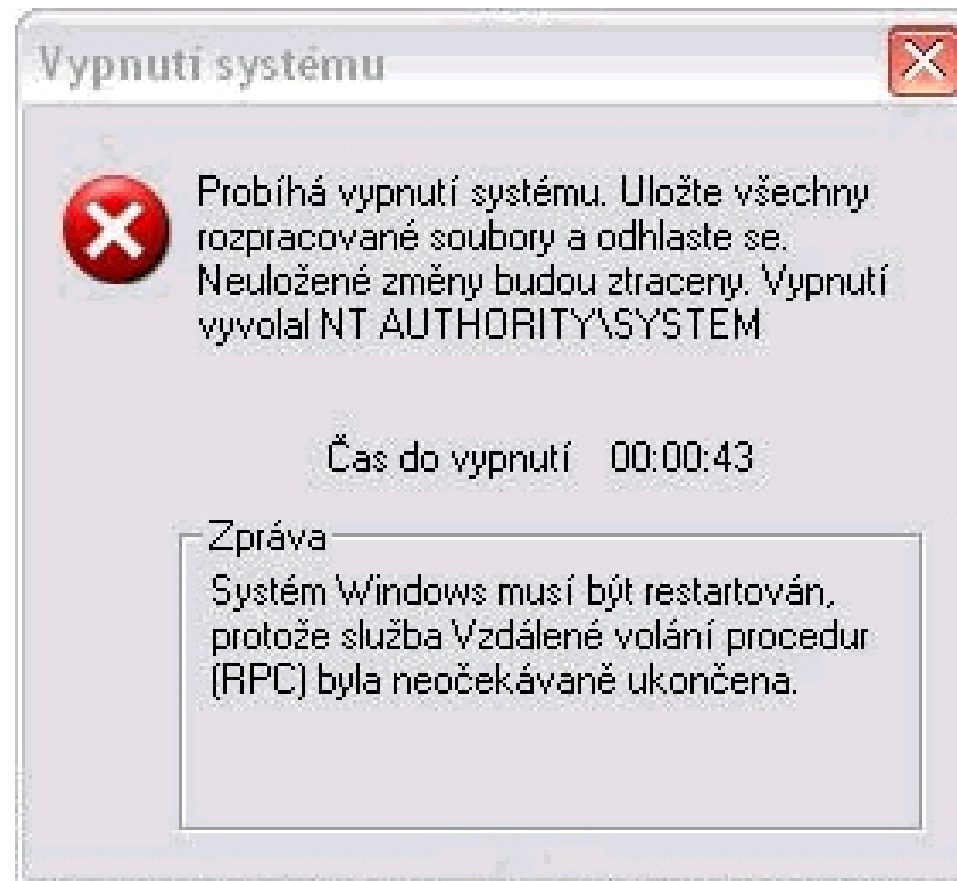 Vypnutí systému
Probíhá vypnutí systému. Uložte všechny
rozpracované soubory a odhlaste se.
Neuložené změny budou ztraceny. Vypnutí
vyvolal NT AUTHORITY\SYSTEM
Čas do vypnutí 00:00:43
Zpráva
Systém Windows musí být restartován,
protože služba Vzdálené volání procedur
(RPC) byla neočekávaně ukončena.